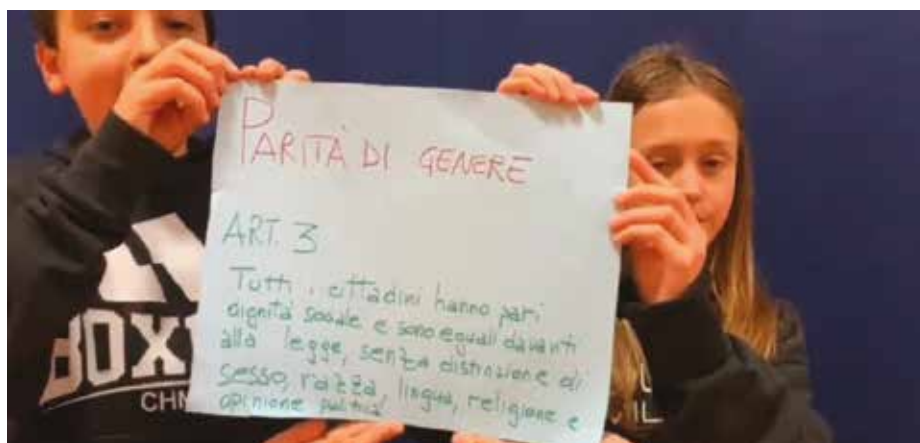 PARITÀ DI GENERE
ART. 3
Tutti i cittadini hanno pari
dignità sociale e sono eguali davanti
alla legge, senza distinzione di
sesso, razza, lingua, religione e
opinione politica
CHM